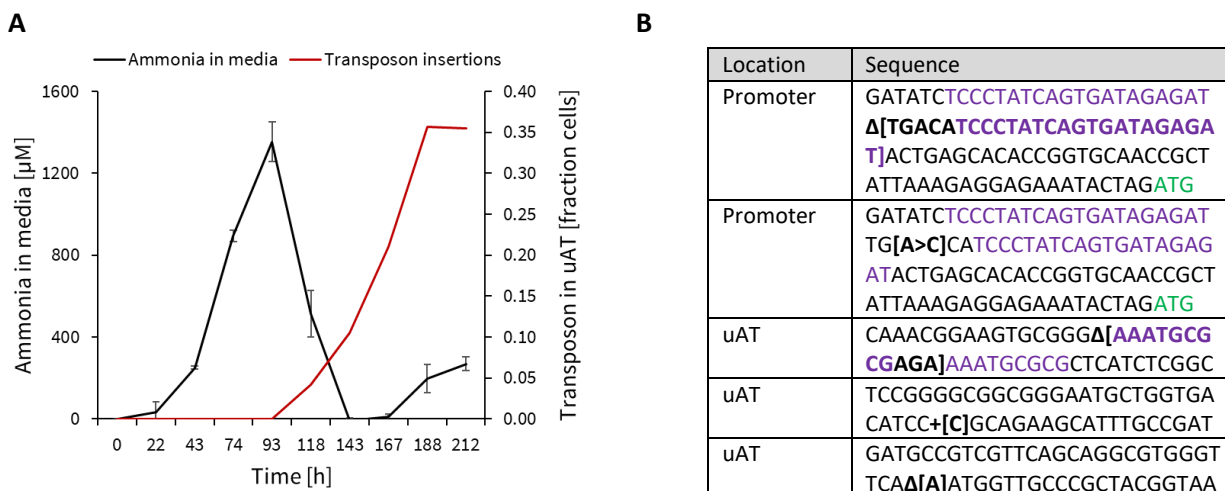 A
Ammonia in media
Transposon insertions
Ammonia in media [µM]
1600
1200
800
400
0
0.40
0.35
0.30
0.25
0.20
0.15
0.10
0.05
0.00
Transposon in uAT [fraction cells]
0 22 43 74 93 118 143 167 188 212
Time [h]
B
Location Sequence
Promoter GATATCTCCCTATCAGTGATAGAGAT
Δ[TGACATCCCTATCAGTGATAGAGA
T]ACTGAGCACACCGGTGCAACCGCT
ATTAAAGAGGAGAAATACTAGATG
Promoter GATATCTCCCTATCAGTGATAGAGAT
TG[A>C]CATCCCTATCAGTGATAGAG
ATACTGAGCACACCGGTGCAACCGCT
ATTAAAGAGGAGAAATACTAGATG
uAT CAAACGGAAGTGCGGGΔ[AAATGCG
CGAGA]AAATGCGCGCTCATCTCGGC
uAT TCCGGGGCGGCGGGAATGCTGGTGA
CATCC+[C]GCAGAAGCATTTGCCGAT
uAT GATGCCGTCGTTCAGCAGGCGTGGGT
TCAΔ[A]ATGGTTGCCCGCTACGGTAA